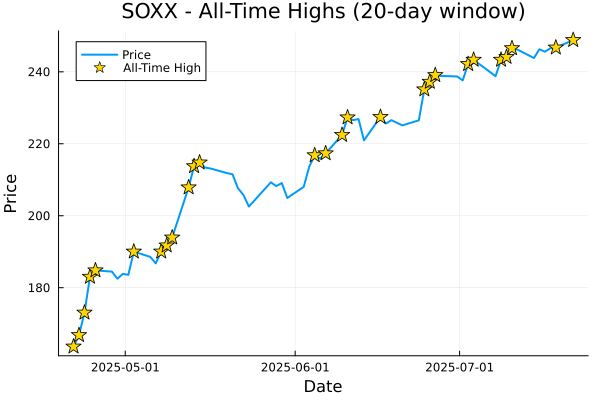 SOXX - All-Time Highs (20-day window)
Price
All-Time High
Price
240
220
200
180
2025-05-01
2025-06-01
2025-07-01
Date